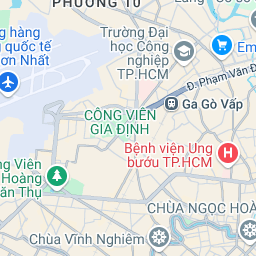 PHƯỜNG 10
Trường Đại
học Công
nghiệp
TP.HCM
g hàng
quốc tế
ơn Nhất
Em
Đ. Phạm Văn Đ
Ga Gò Vấp
CÔNG VIÊN
GIA ĐỊNH
Bệnh viện Ung
bướu TP.HCM
H
ng Viên
Hoàng
ăn Thụ
CHÙA NGỌC HOÀ
Chùa Vĩnh Nghiêm